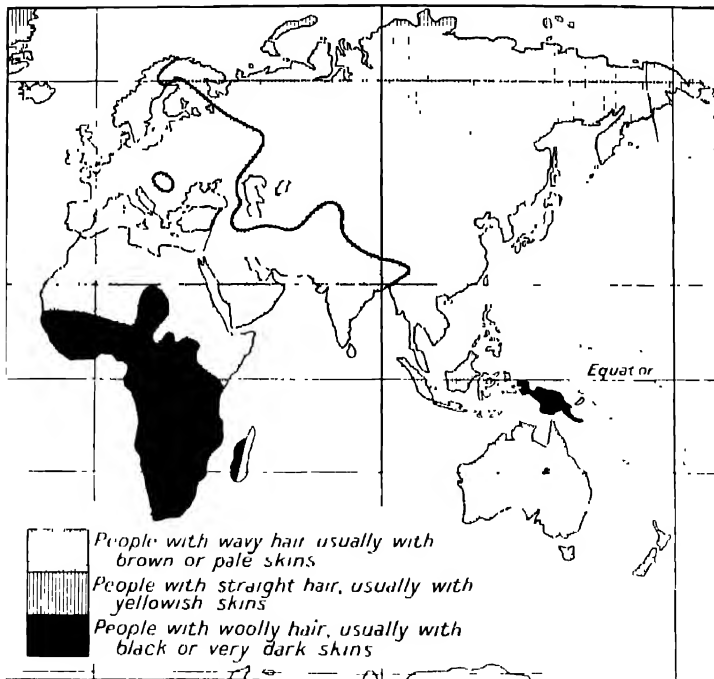 Equator
People with wavy hair usually with
brown or pale skins
People with straight hair, usually with
yellowish skins
People with woolly hair, usually with
black or very dark skins